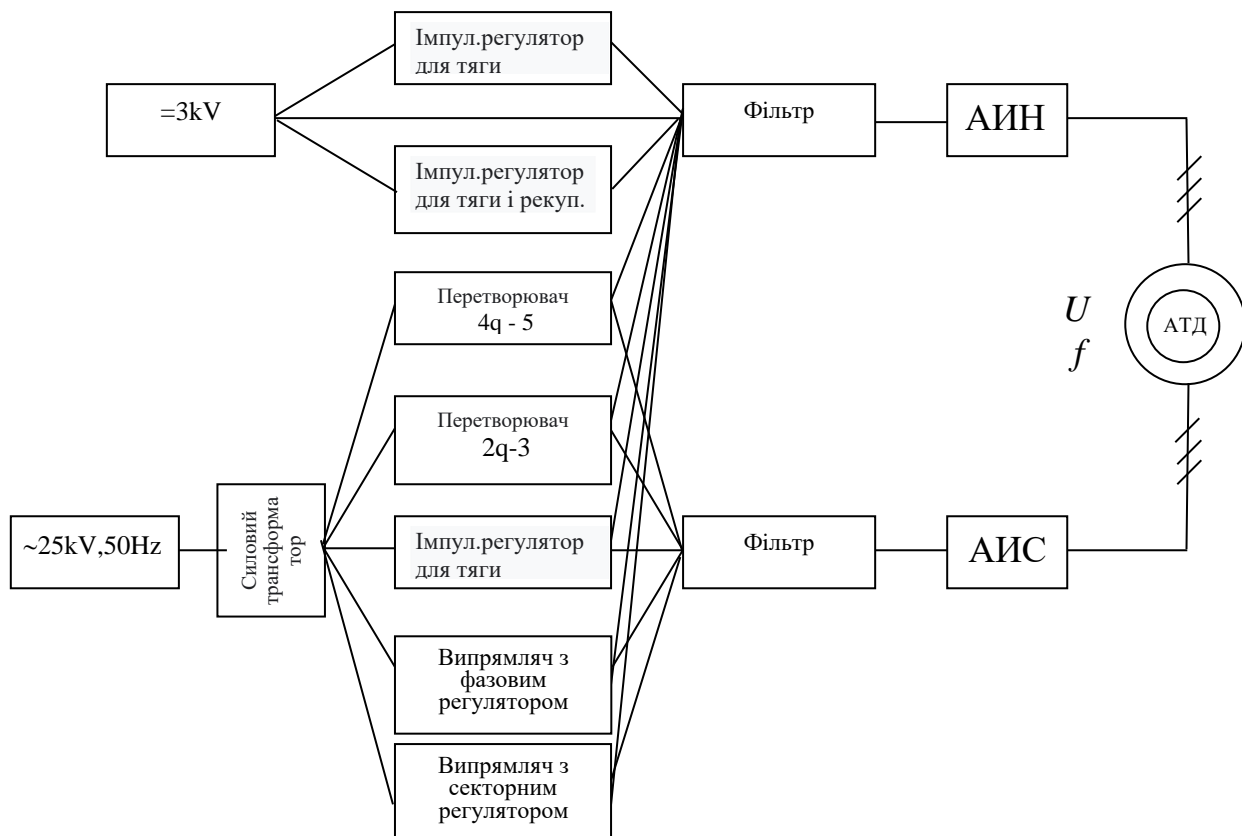 Імпул.регулятор
для тяги
=3kV
Фільтр
АИН
Імпул.регулятор
для тяги і рекуп.
Перетворювач
4q - 5
U
f
АТД
Перетворювач
2q-3
~25kV,50Hz
Силовий
трансформа
тор
Імпул.регулятор
для тяги
Фільтр
АИС
Випрямляч з
фазовим
регулятором
Випрямляч з
секторним
регулятором